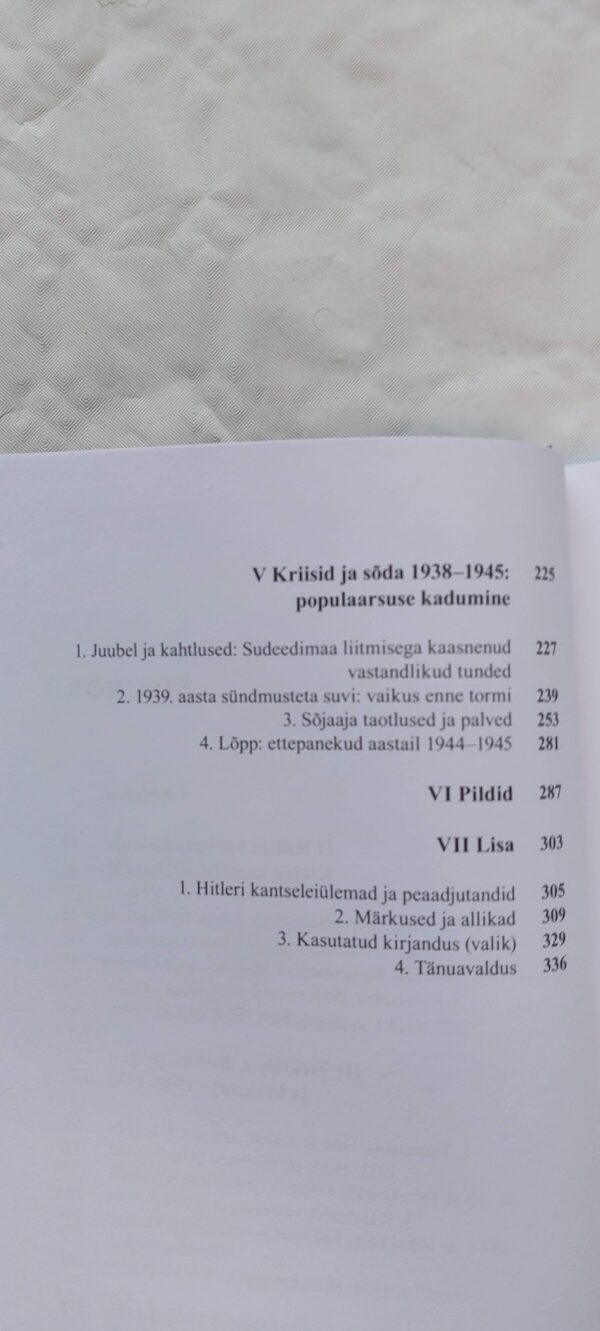 V Kriisid ja sõda 1938–1945: 225
populaarsuse kadumine
1. Juubel ja kahtlused: Sudeedimaa liitmisega kaasnenud 227
vastandlikud tunded
2. 1939. aasta sündmusteta suvi: vaikus enne tormi 239
3. Sõjaaja taotlused ja palved 253
4. Lõpp: ettepanekud aastail 1944–1945 281
VI Pildid 287
VII Lisa 303
1. Hitleri kantseleiülemad ja peaadjutandid 305
2. Märkused ja allikad 309
3. Kasutatud kirjandus (valik) 329
4. Tänuavaldus 336